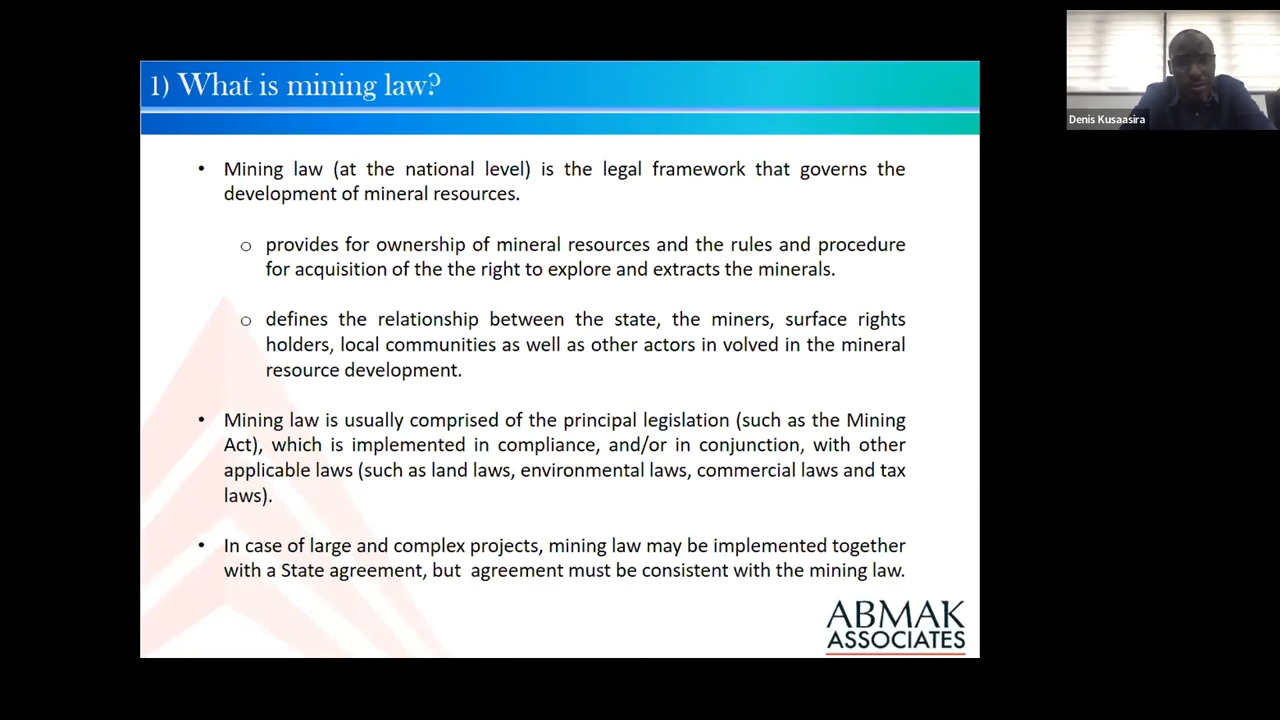 1) What is mining law?
Denis Kusaasira
• Mining law (at the national level) is the legal framework that governs the
development of mineral resources.
o provides for ownership of mineral resources and the rules and procedure
for acquisition of the the right to explore and extracts the minerals.
o defines the relationship between the state, the miners, surface rights
holders, local communities as well as other actors in volved in the mineral
resource development.
• Mining law is usually comprised of the principal legislation (such as the Mining
Act), which is implemented in compliance, and/or in conjunction, with other
applicable laws (such as land laws, environmental laws, commercial laws and tax
laws).
• In case of large and complex projects, mining law may be implemented together
with a State agreement, but agreement must be consistent with the mining law.
ABMAK
ASSOCIATES